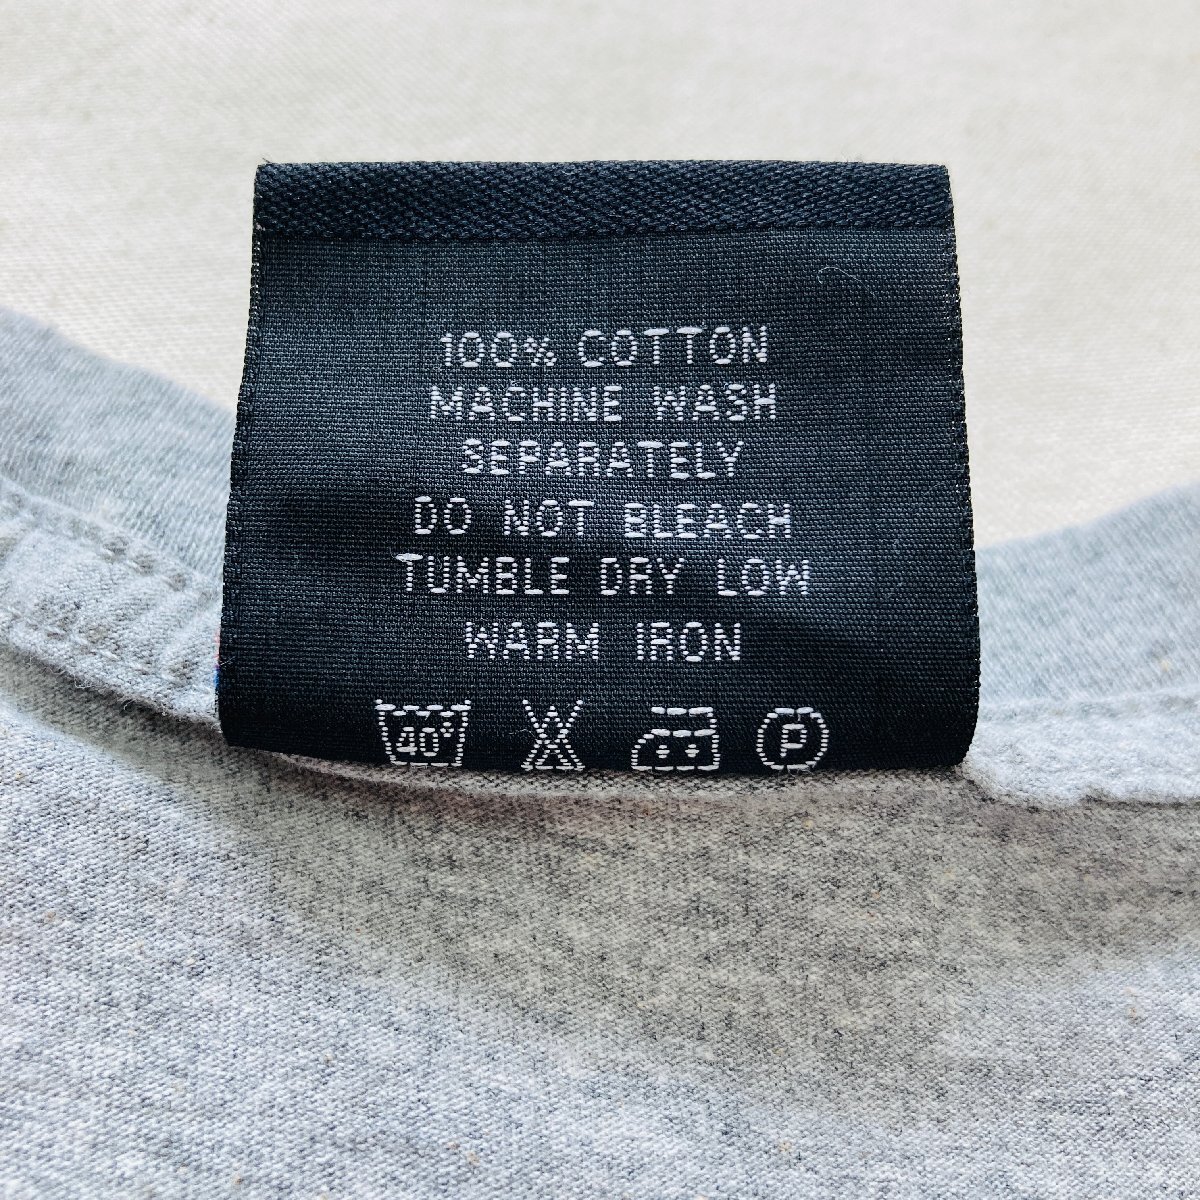 100% COTTON
MACHINE WASH
SEPARATELY
DO NOT BLEACH
TUMBLE DRY LOW
WARM IRON
40° P